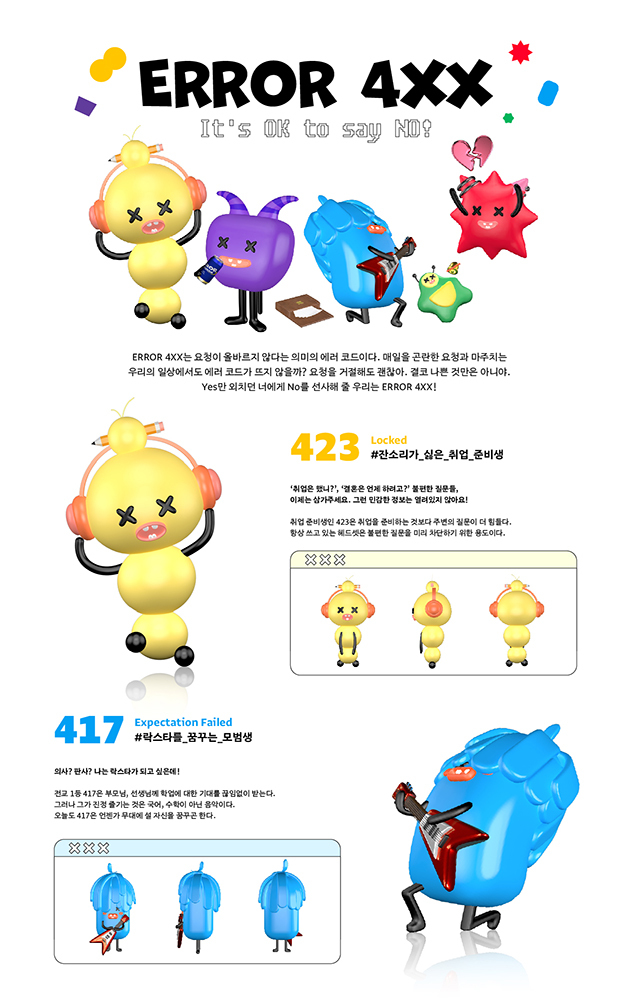 ERROR 4XX
It's OK to say NO!
ERROR 4XX는 요청이 올바르지 않다는 의미의 에러 코드이다. 매일을 곤란한 요청과 마주치는
우리의 일상에서도 에러 코드가 뜨지 않을까? 요청을 거절해도 괜찮아. 결코 나쁜 것만은 아니야.
Yes만 외치던 너에게 No를 선사해 줄 우리는 ERROR 4XX!
423 Locked
#잔소리가_싫은_취업_준비생
‘취업은 됐니?’, ‘결혼은 언제 하려고?’ 불편한 질문들,
이제는 삼가주세요. 그런 민감한 정보는 열려있지 않아요!
취업 준비생인 423은 취업을 준비하는 것보다 주변의 질문이 더 힘들다.
항상 쓰고 있는 헤드셋은 불편한 질문을 미리 차단하기 위한 용도이다.
XXX
417 Expectation Failed
#락스타를_꿈꾸는_모범생
의사? 판사? 나는 락스타가 되고 싶은데!
전교 1등 417은 부모님, 선생님께 학업에 대한 기대를 끊임없이 받는다.
그러나 그가 진정 즐기는 것은 국어, 수학이 아닌 음악이다.
오늘도 417은 언젠가 무대에 설 자신을 꿈꾸곤 한다.
XXX